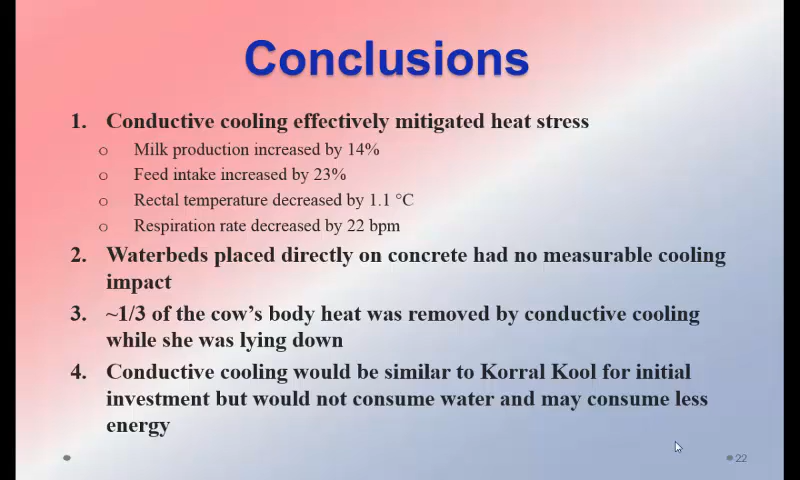 Conclusions
1. Conductive cooling effectively mitigated heat stress
o Milk production increased by 14%
o Feed intake increased by 23%
o Rectal temperature decreased by 1.1 °C
o Respiration rate decreased by 22 bpm
2. Waterbeds placed directly on concrete had no measurable cooling
impact
3. ~1/3 of the cow’s body heat was removed by conductive cooling
while she was lying down
4. Conductive cooling would be similar to Korral Kool for initial
investment but would not consume water and may consume less
energy
22